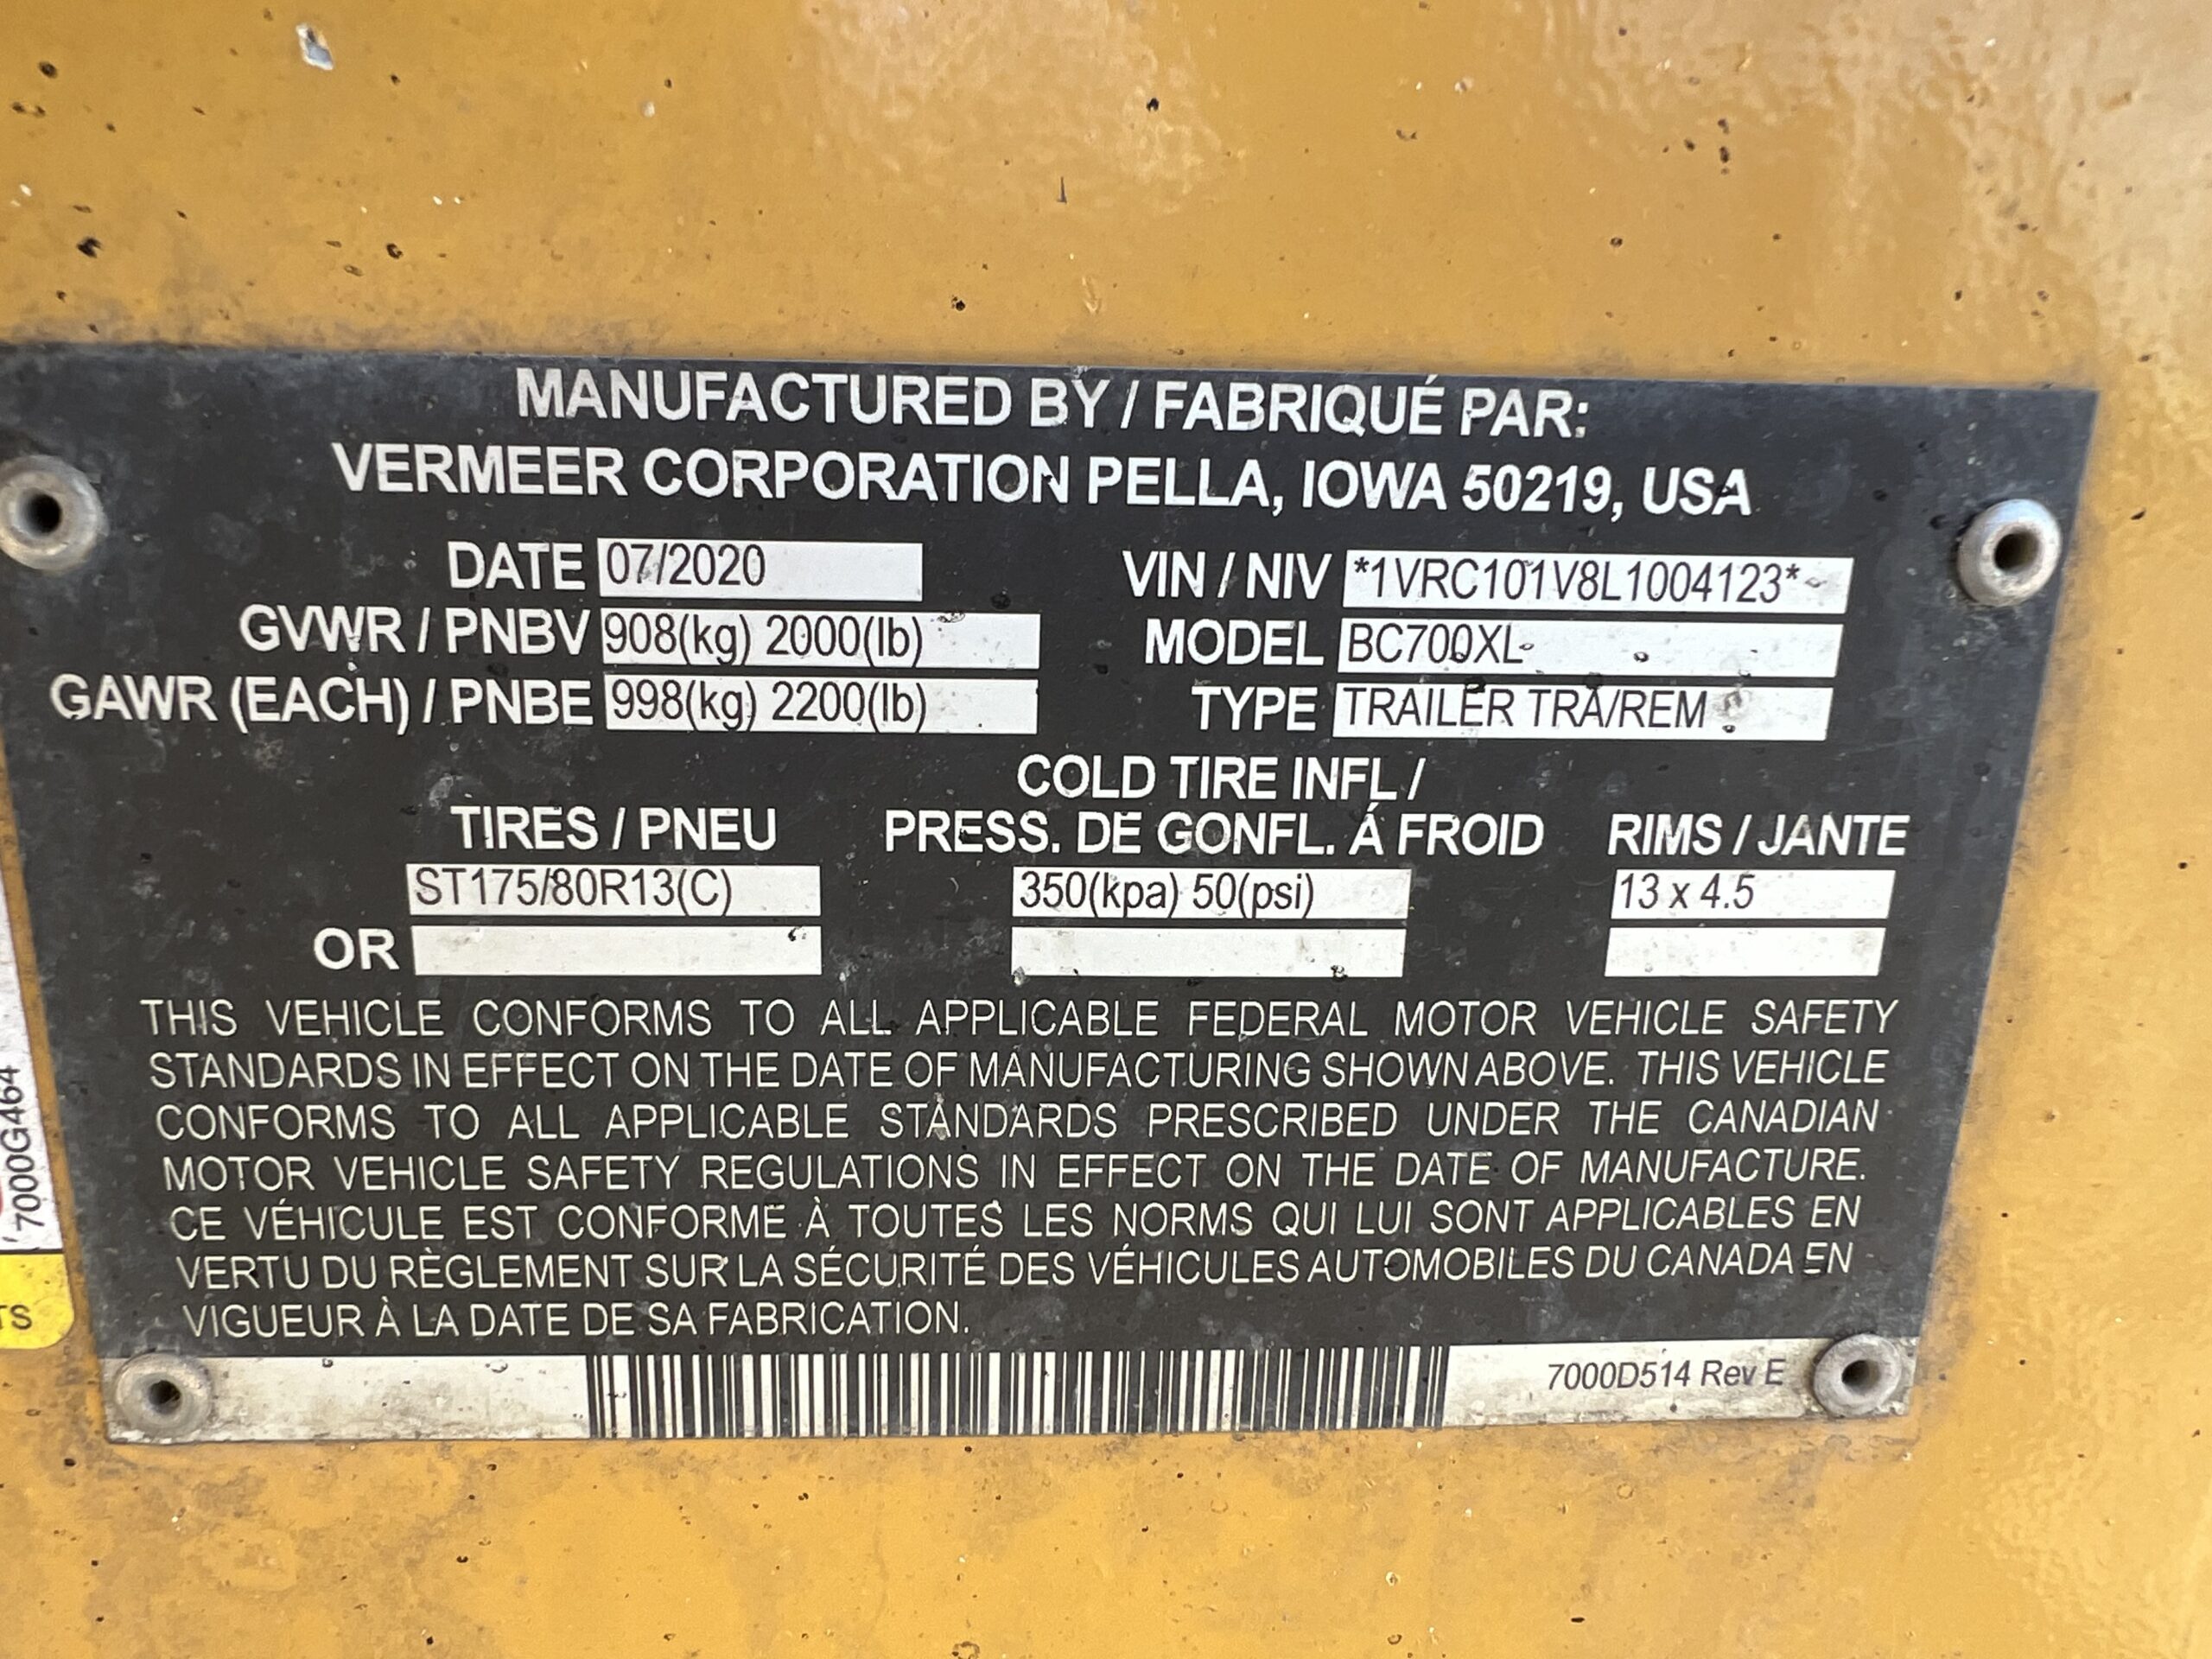 MANUFACTURED BY / FABRIQUÉ PAR:
VERMEER CORPORATION PELLA, IOWA 50219, USA
DATE 07/2020 VIN / NIV *1VRC101V8L1004123*
GVWR / PNBV 908(kg) 2000(lb) MODEL BC700XL
GAWR (EACH) / PNBE 998(kg) 2200(lb) TYPE TRAILER TRA/REM
COLD TIRE INFL /
TIRES / PNEU PRESS. DE GONFL. Á FROID RIMS / JANTE
ST175/80R13(C) 350(kpa) 50(psi) 13 x 4.5
OR
THIS VEHICLE CONFORMS TO ALL APPLICABLE FEDERAL MOTOR VEHICLE SAFETY
STANDARDS IN EFFECT ON THE DATE OF MANUFACTURING SHOWN ABOVE. THIS VEHICLE
CONFORMS TO ALL APPLICABLE STANDARDS PRESCRIBED UNDER THE CANADIAN
MOTOR VEHICLE SAFETY REGULATIONS IN EFFECT ON THE DATE OF MANUFACTURE.
CE VÉHICULE EST CONFORME À TOUTES LES NORMS QUI LUI SONT APPLICABLES EN
VERTU DU RÈGLEMENT SUR LA SÉCURITÉ DES VÉHICULES AUTOMOBILES DU CANADA EN
VIGUEUR À LA DATE DE SA FABRICATION.
7000D514 Rev E
7000G464
TS